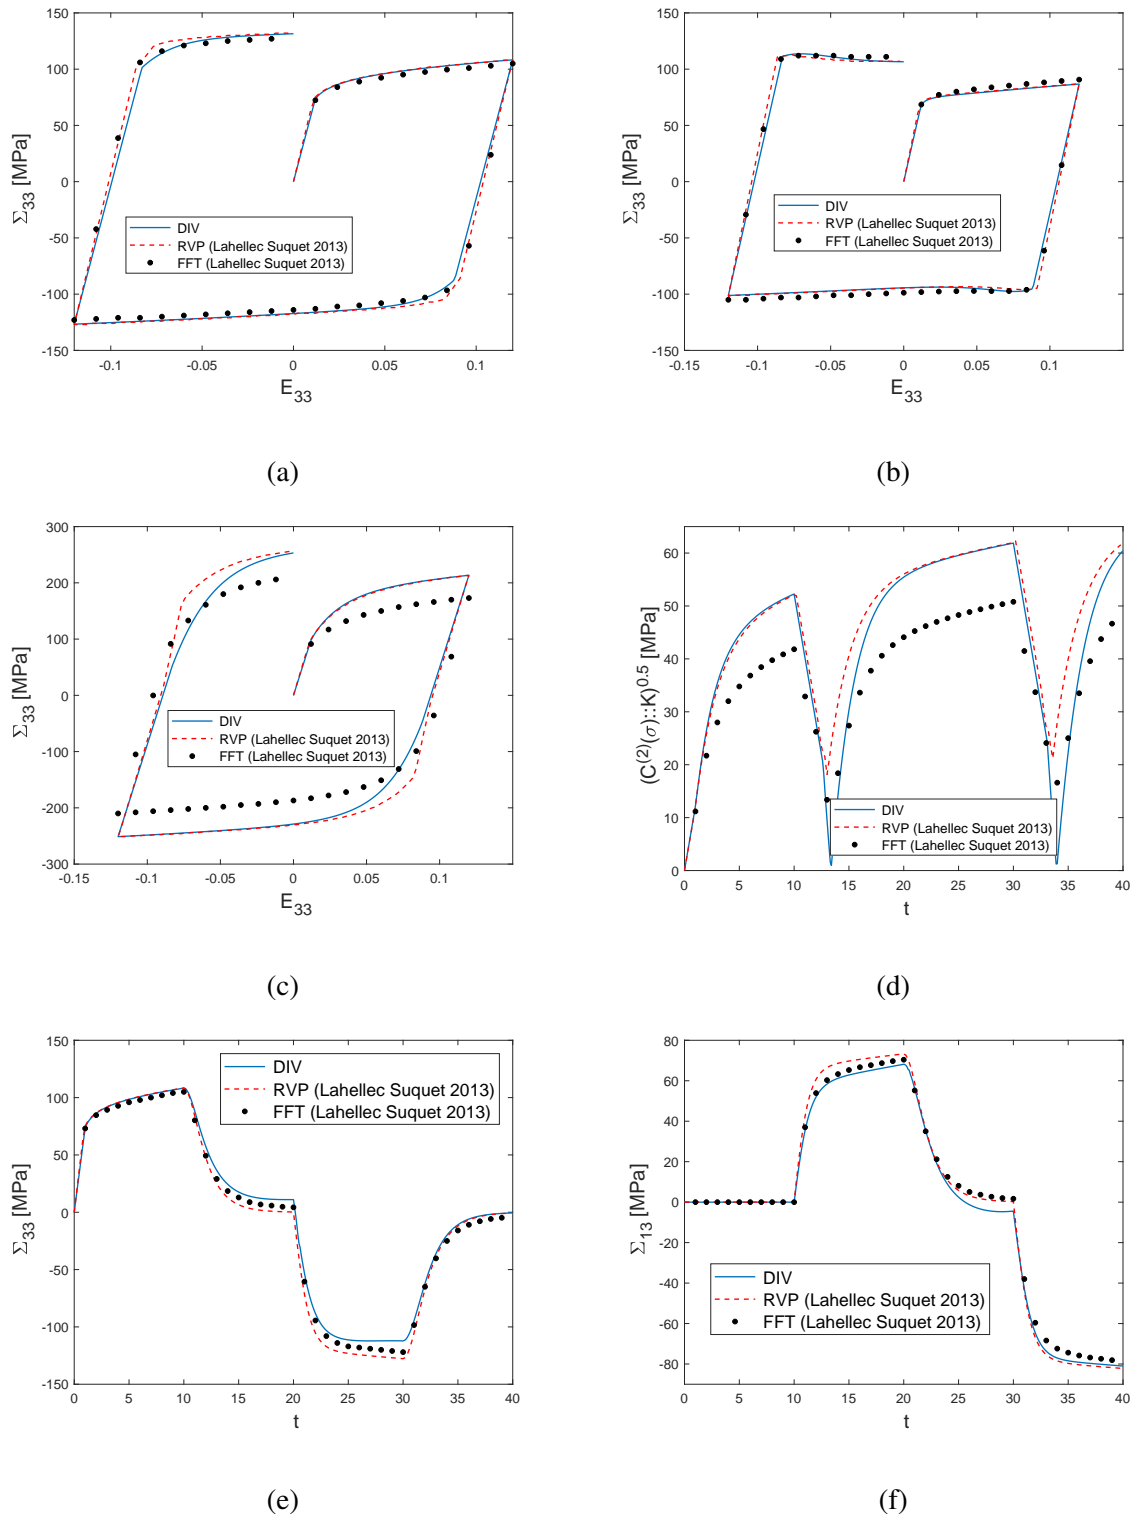 150
100
50
0
-50
-100
-150
-0.1
-0.05
0
0.05
0.1
E33
Σ33 [MPa]
DIV
RVP (Lahellec Suquet 2013)
FFT (Lahellec Suquet 2013)
(a)
150
100
50
0
-50
-100
-150
-0.15
-0.1
-0.05
0
0.05
0.1
0.15
E33
Σ33 [MPa]
DIV
RVP (Lahellec Suquet 2013)
FFT (Lahellec Suquet 2013)
(b)
300
200
100
0
-100
-200
-300
-0.15
-0.1
-0.05
0
0.05
0.1
E33
Σ33 [MPa]
DIV
RVP (Lahellec Suquet 2013)
FFT (Lahellec Suquet 2013)
(c)
60
50
40
30
20
10
0
0
5
10
15
20
25
30
35
40
t
(C(2)(σ)::K)0.5 [MPa]
DIV
RVP (Lahellec Suquet 2013)
FFT (Lahellec Suquet 2013)
(d)
150
100
50
0
-50
-100
-150
0
5
10
15
20
25
30
35
40
t
Σ33 [MPa]
DIV
RVP (Lahellec Suquet 2013)
FFT (Lahellec Suquet 2013)
(e)
80
60
40
20
0
-20
-40
-60
-80
0
5
10
15
20
25
30
35
40
t
Σ13 [MPa]
DIV
RVP (Lahellec Suquet 2013)
FFT (Lahellec Suquet 2013)
(f)